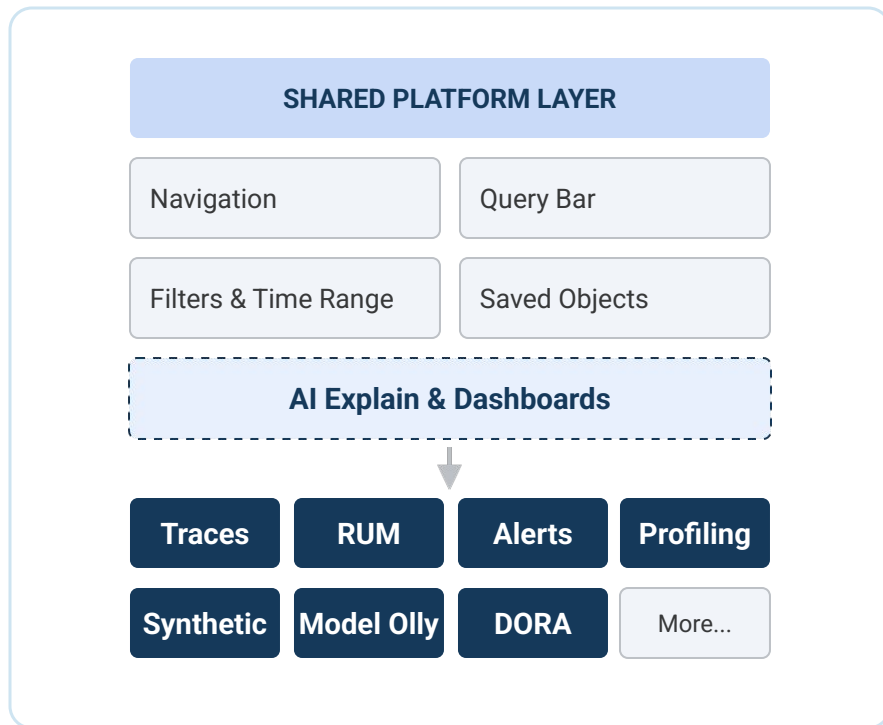 SHARED PLATFORM LAYER
Navigation
Query Bar
Filters & Time Range
Saved Objects
AI Explain & Dashboards
Traces
RUM
Alerts
Profiling
Synthetic
Model Olly
DORA
More...